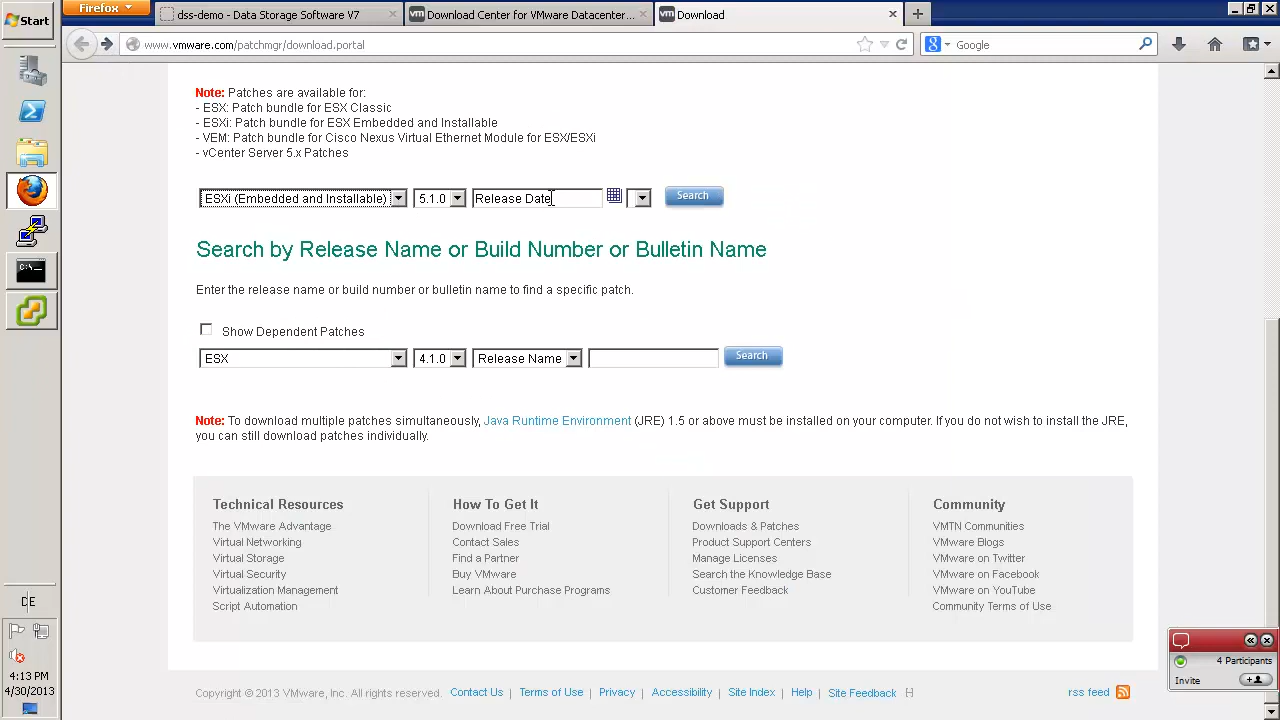 Start
Firefox
dss-demo - Data Storage Software V7
Download Center for VMware Datacenter...
Download
www.vmware.com/patchmgr/download.portal
Google
Note: Patches are available for:
- ESX: Patch bundle for ESX Classic
- ESXi: Patch bundle for ESX Embedded and Installable
- VEM: Patch bundle for Cisco Nexus Virtual Ethernet Module for ESX/ESXi
- vCenter Server 5.x Patches
ESXi (Embedded and Installable) 5.1.0 Release Date Search
Search by Release Name or Build Number or Bulletin Name
Enter the release name or build number or bulletin name to find a specific patch.
Show Dependent Patches
ESX 4.1.0 Release Name Search
Note: To download multiple patches simultaneously, Java Runtime Environment (JRE) 1.5 or above must be installed on your computer. If you do not wish to install the JRE,
you can still download patches individually.
Technical Resources
The VMware Advantage
Virtual Networking
Virtual Storage
Virtual Security
Virtualization Management
Script Automation
How To Get It
Download Free Trial
Contact Sales
Find a Partner
Buy VMware
Learn About Purchase Programs
Get Support
Downloads & Patches
Product Support Centers
Manage Licenses
Search the Knowledge Base
Customer Feedback
Community
VMTN Communities
VMware Blogs
VMware on Twitter
VMware on Facebook
VMware on YouTube
Community Terms of Use
Copyright © 2013 VMware, Inc. All rights reserved. Contact Us | Terms of Use | Privacy | Accessibility | Site Index | Help | Site Feedback
rss feed
DE
4:13 PM
4/30/2013
4 Participants
Invite